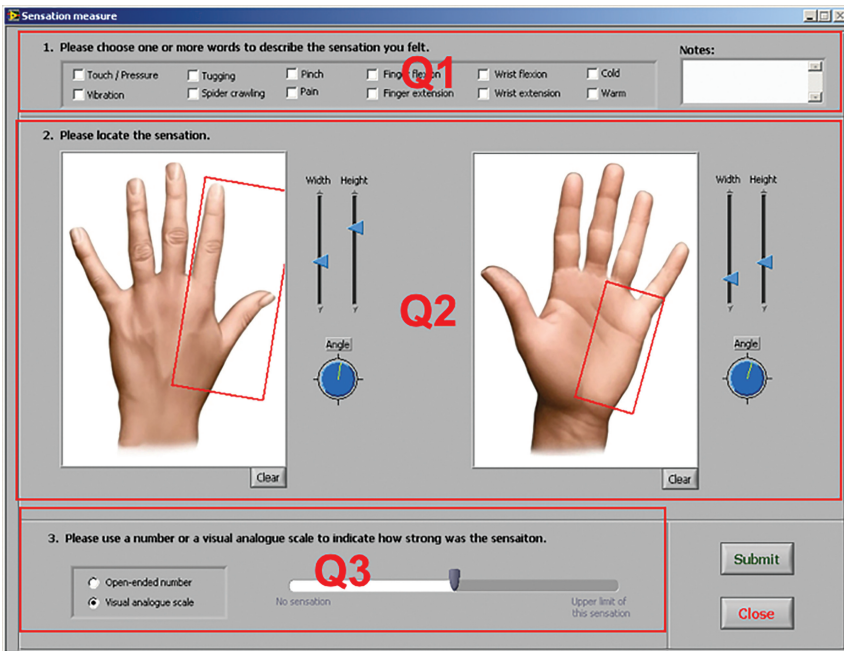 Sensation measure
1. Please choose one or more words to describe the sensation you felt.
Notes:
Touch / Pressure Tugging Pinch Finger flexion Wrist flexion Cold
Vibration Spider crawling Pain Finger extension Wrist extension Warm
Q1
2. Please locate the sensation.
Width Height
Width Height
Q2
Angle
Angle
Clear
Clear
3. Please use a number or a visual analogue scale to indicate how strong was the sensaiton.
Q3
Open-ended number
Visual analogue scale
No sensation
Upper limit of
this sensation
Submit
Close